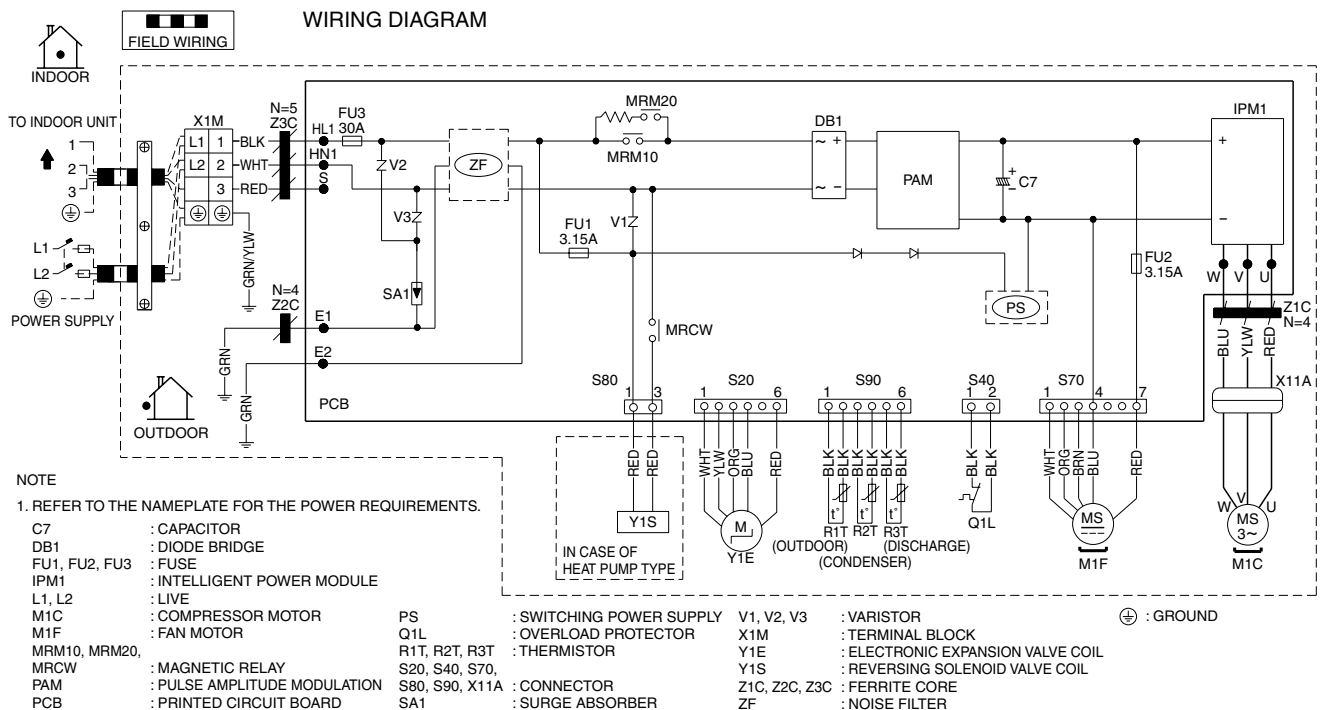 WIRING DIAGRAM
FIELD WIRING
INDOOR
TO INDOOR UNIT
1
2
3
L1
L2
POWER SUPPLY
OUTDOOR
X1M
L1 1
L2 2
3
BLK
WHT
RED
GRN/YLW
N=5
Z3C
HL1
HN1
S
FU3
30A
V2
V3
SA1
N=4
Z2C
E1
E2
GRN
GRN
PCB
ZF
MRM20
MRM10
FU1
3.15A
V1
MRCW
DB1
~ +
~ −
PAM
+
−
C7
PS
FU2
3.15A
IPM1
+
−
W V U
Z1C
N=4
BLU
YLW
RED
X11A
W V U
MS
3~
M1C
S80
1 3
RED
RED
Y1S
IN CASE OF
HEAT PUMP TYPE
S20
1 6
WHT
YLW
ORG
BLU
RED
M
Y1E
S90
1 6
BLK
BLK
BLK
BLK
BLK
BLK
t° t° t°
R1T R2T R3T
(OUTDOOR) (DISCHARGE)
(CONDENSER)
S40
1 2
BLK
BLK
Q1L
S70
1 4 7
WHT
ORG
BRN
BLU
RED
MS
M1F
NOTE
1. REFER TO THE NAMEPLATE FOR THE POWER REQUIREMENTS.
C7 : CAPACITOR
DB1 : DIODE BRIDGE
FU1, FU2, FU3 : FUSE
IPM1 : INTELLIGENT POWER MODULE
L1, L2 : LIVE
M1C : COMPRESSOR MOTOR
M1F : FAN MOTOR
MRM10, MRM20,
MRCW : MAGNETIC RELAY
PAM : PULSE AMPLITUDE MODULATION
PCB : PRINTED CIRCUIT BOARD
PS : SWITCHING POWER SUPPLY
Q1L : OVERLOAD PROTECTOR
R1T, R2T, R3T : THERMISTOR
S20, S40, S70,
S80, S90, X11A : CONNECTOR
SA1 : SURGE ABSORBER
V1, V2, V3 : VARISTOR
X1M : TERMINAL BLOCK
Y1E : ELECTRONIC EXPANSION VALVE COIL
Y1S : REVERSING SOLENOID VALVE COIL
Z1C, Z2C, Z3C : FERRITE CORE
ZF : NOISE FILTER
: GROUND